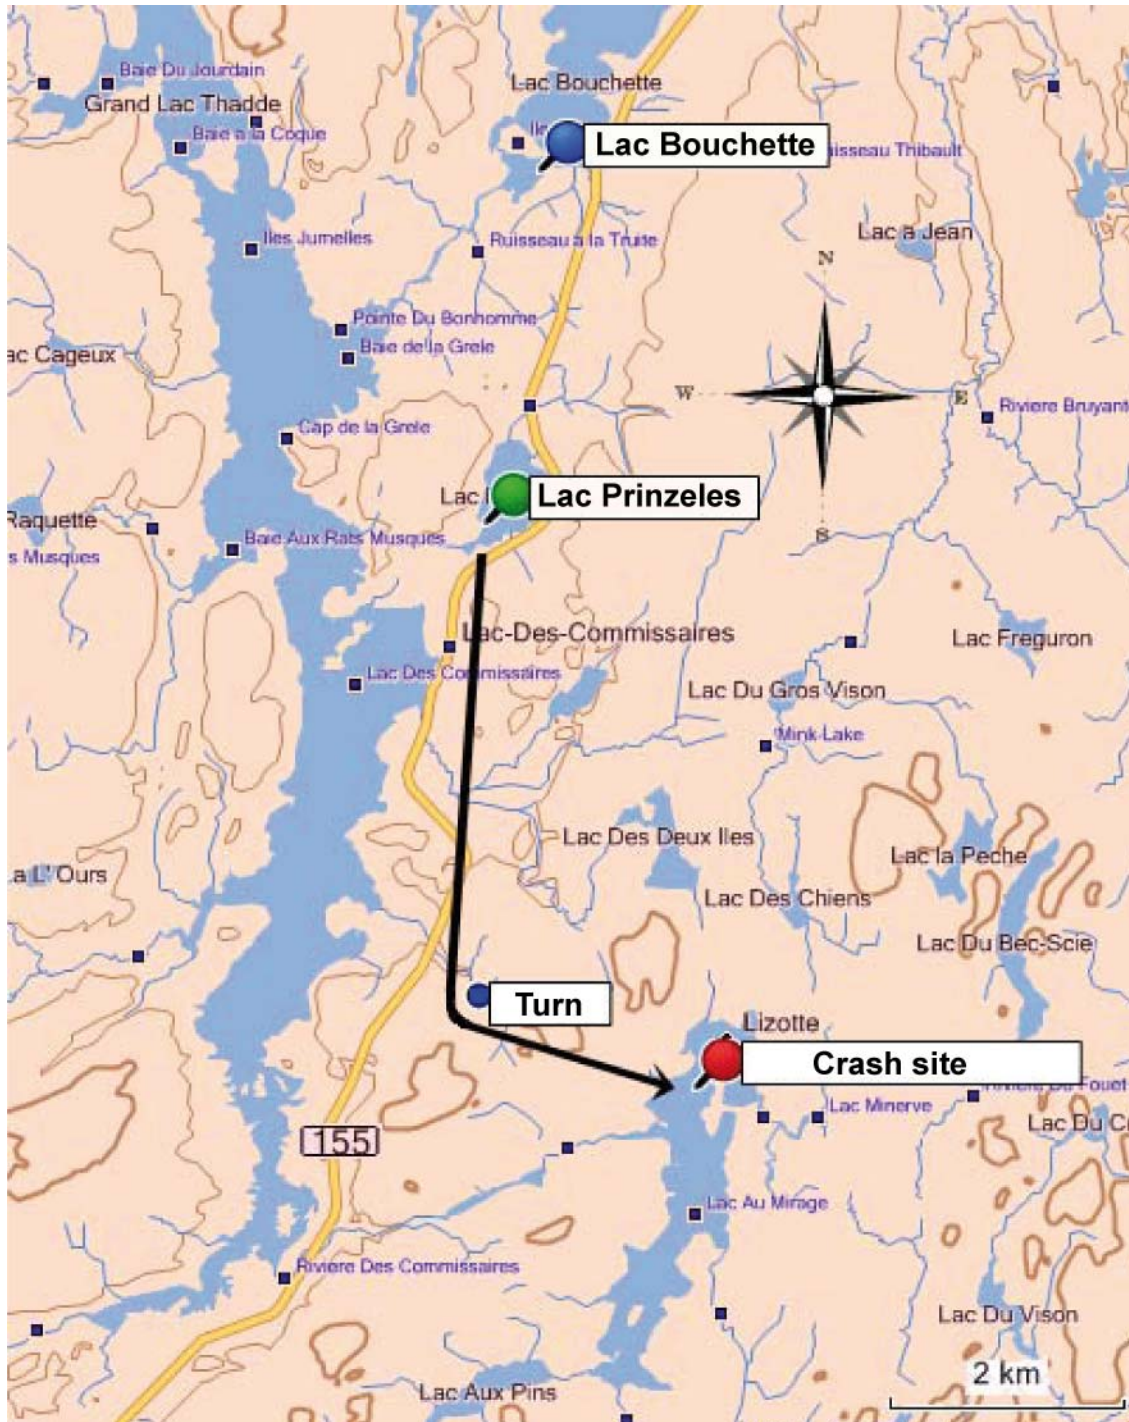 Baie Du Jourdain
Lac Bouchette
Grand Lac Thadde
Baie a la Coque
Lac Bouchette
Thibault
Lac a Jean
Iles Jumelles
Ruisseau a la Truite
N
Pointe Du Bonhomme
Baie de la Grele
Cageux
W
E
Riviere Bruyant
Cap de la Grele
Lac
Lac Prinzeles
Raquette
Baie Aux Rats Musques
S
s Musques
Lac-Des-Commissaires
Lac Freguron
Lac Des Commissaires
Lac Du Gros Vison
Mink Lake
Lac Des Deux Iles
Lac la Peche
a L' Ours
Lac Des Chiens
Lac Du Bec-Scie
Turn
Lizotte
Crash site
Fouet
Lac Minerve
Lac Du
155
Lac Au Mirage
Riviere Des Commissaires
Lac Du Vison
2 km
Lac Aux Pins